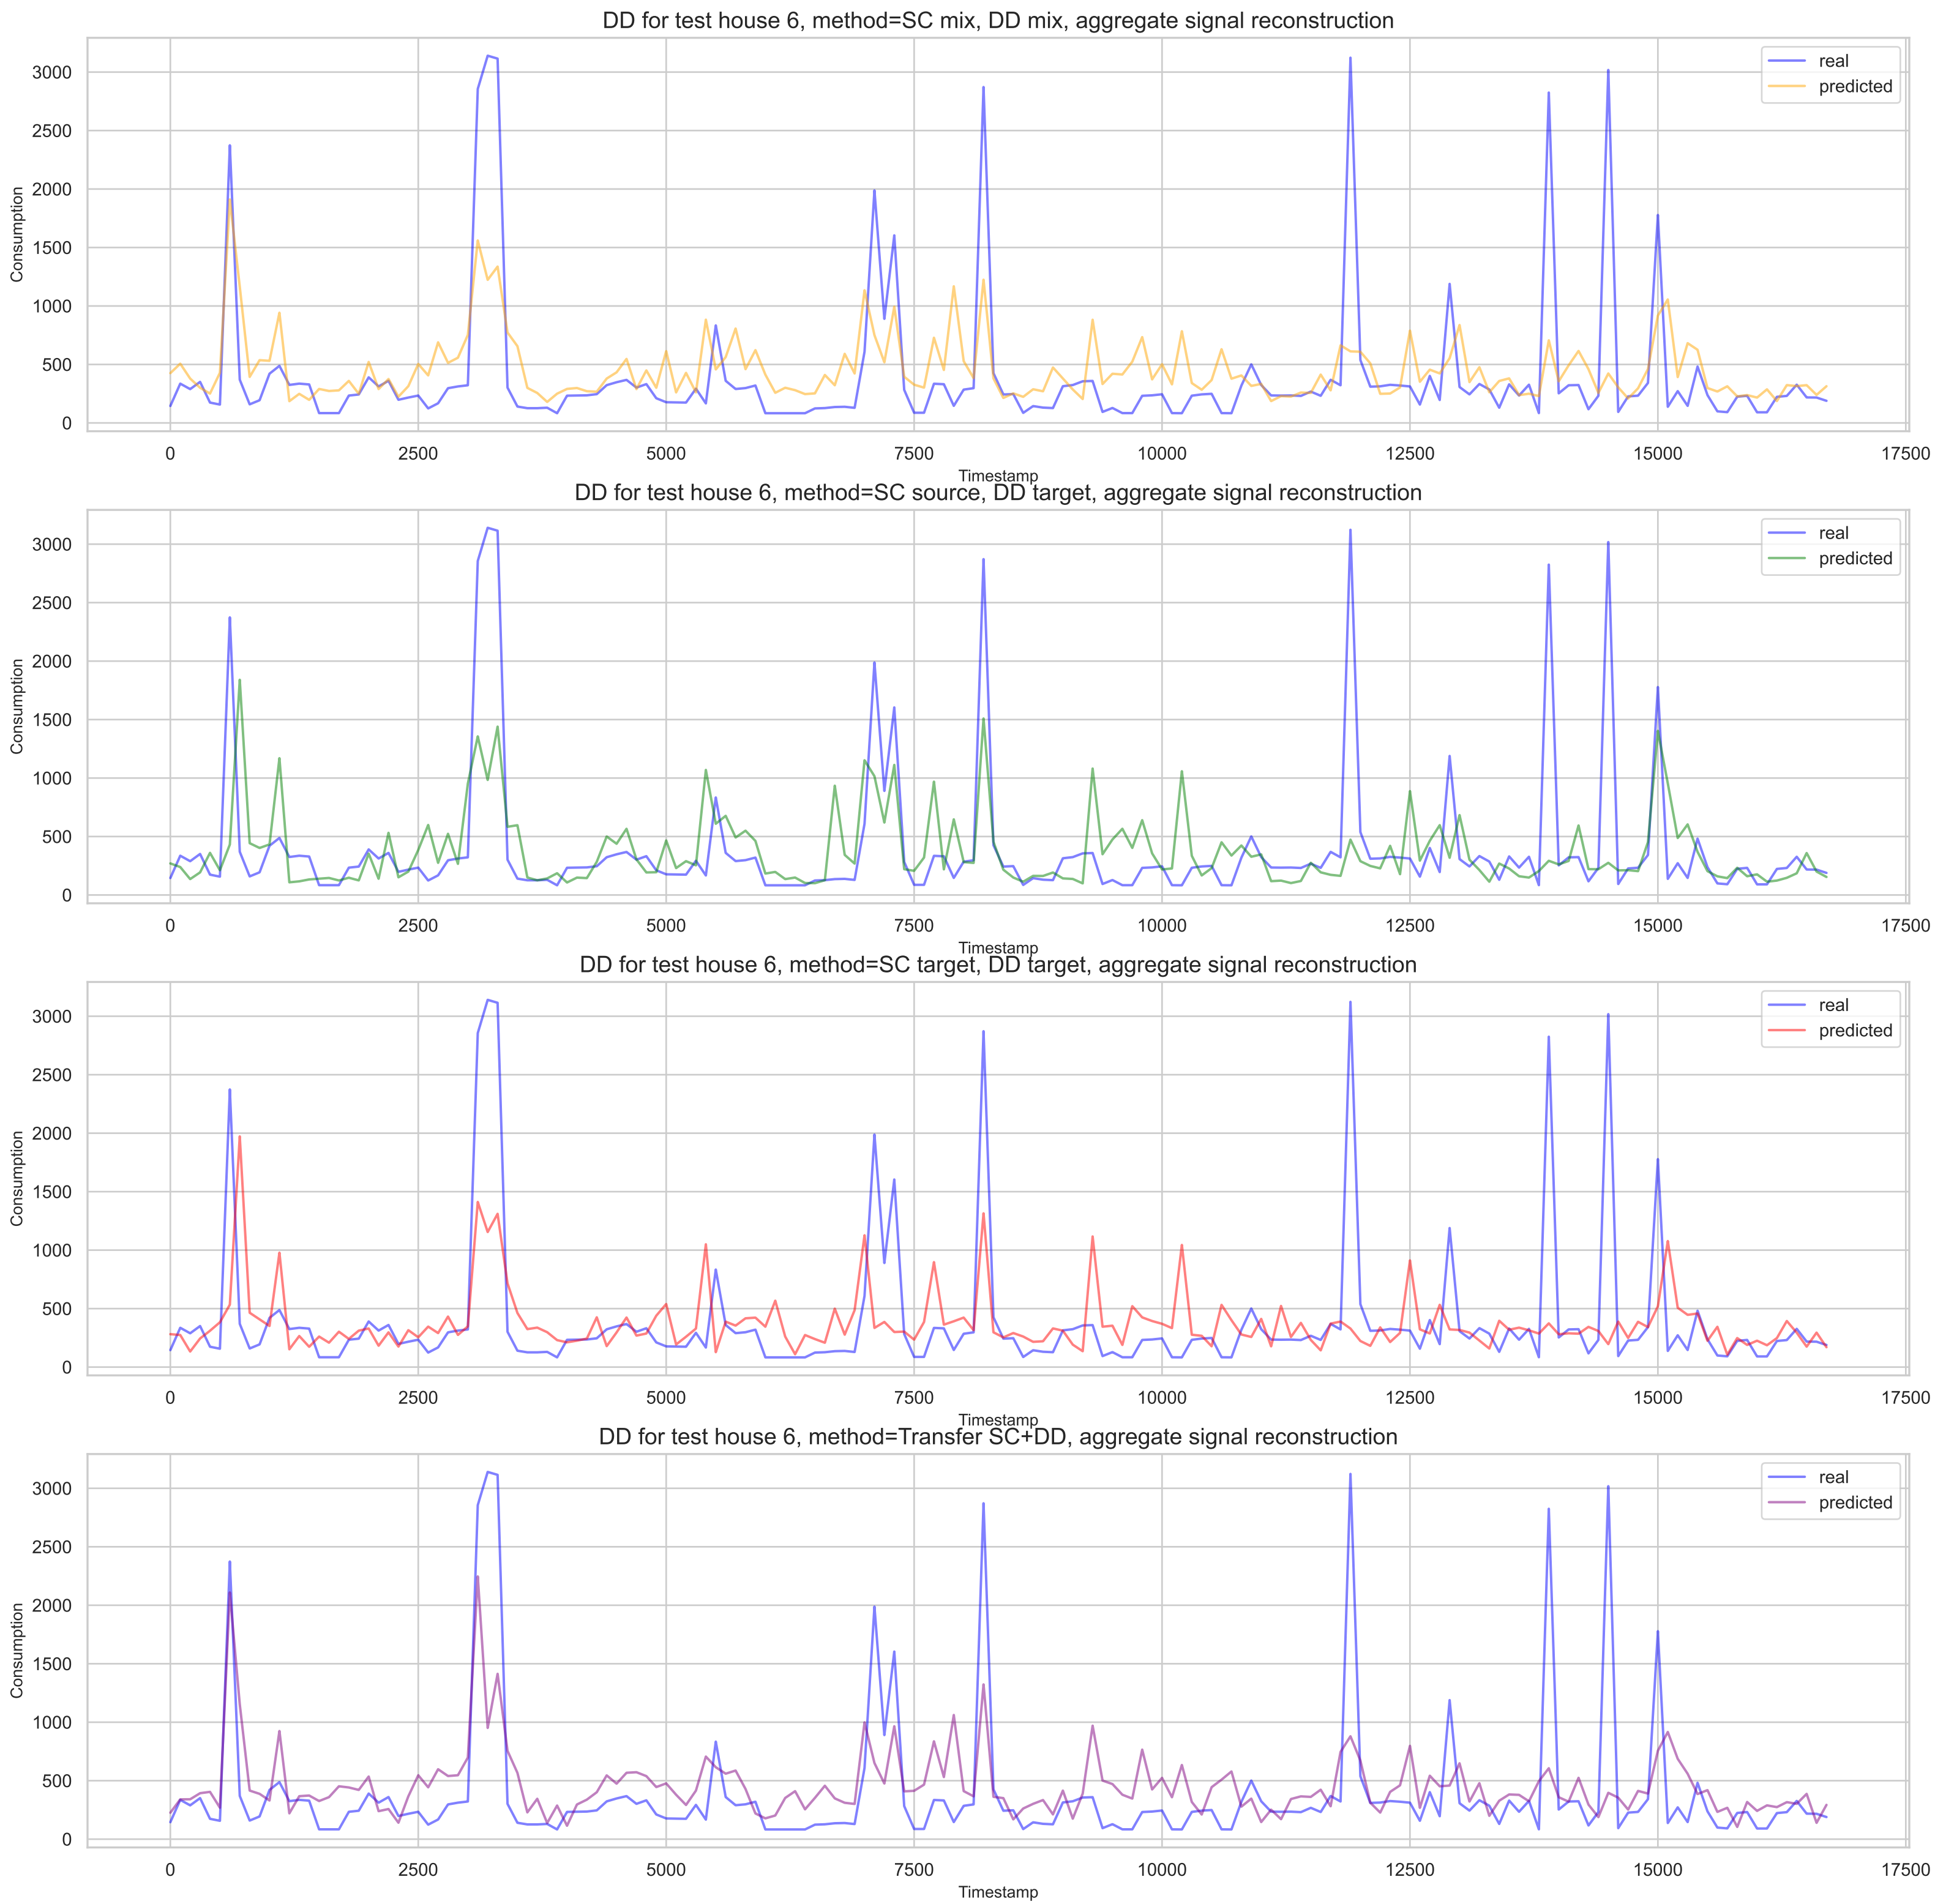 DD for test house 6, method=SC mix, DD mix, aggregate signal reconstruction
real
predicted
Consumption
3000
2500
2000
1500
1000
500
0
0 2500 5000 7500 10000 12500 15000 17500
Timestamp
DD for test house 6, method=SC source, DD target, aggregate signal reconstruction
real
predicted
Consumption
3000
2500
2000
1500
1000
500
0
0 2500 5000 7500 10000 12500 15000 17500
Timestamp
DD for test house 6, method=SC target, DD target, aggregate signal reconstruction
real
predicted
Consumption
3000
2500
2000
1500
1000
500
0
0 2500 5000 7500 10000 12500 15000 17500
Timestamp
DD for test house 6, method=Transfer SC+DD, aggregate signal reconstruction
real
predicted
Consumption
3000
2500
2000
1500
1000
500
0
0 2500 5000 7500 10000 12500 15000 17500
Timestamp